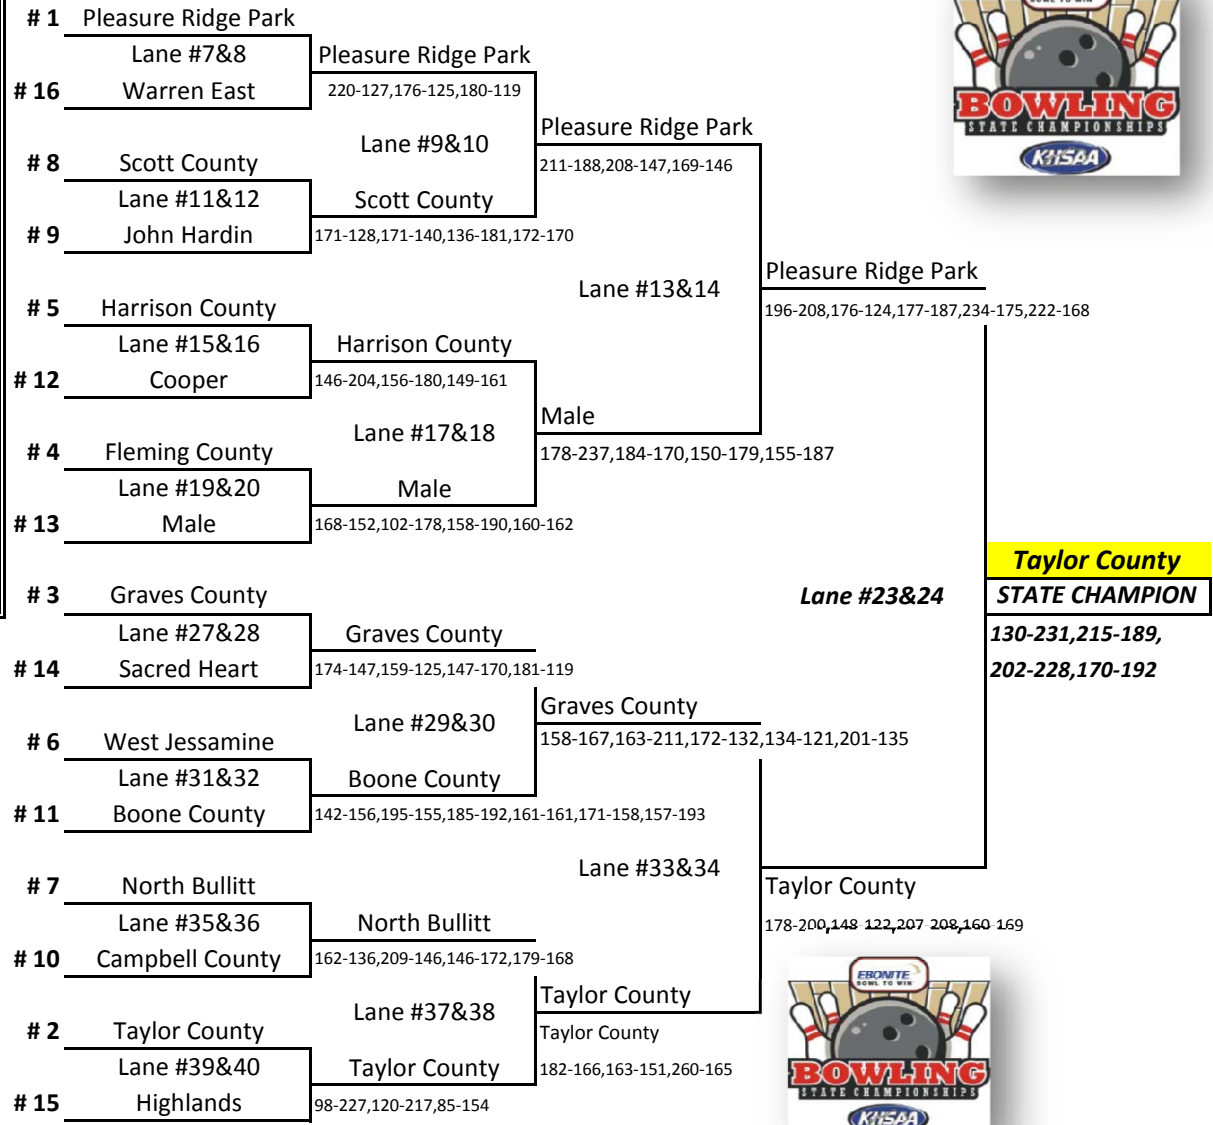 # 1 Pleasure Ridge Park
Lane #7&8
# 16 Warren East
Pleasure Ridge Park
220-127,176-125,180-119
Lane #9&10
# 8 Scott County
Lane #11&12
# 9 John Hardin
Scott County
171-128,171-140,136-181,172-170
Pleasure Ridge Park
211-188,208-147,169-146
Lane #13&14
# 5 Harrison County
Lane #15&16
# 12 Cooper
Harrison County
146-204,156-180,149-161
Lane #17&18
# 4 Fleming County
Lane #19&20
# 13 Male
Male
168-152,102-178,158-190,160-162
Male
178-237,184-170,150-179,155-187
Pleasure Ridge Park
196-208,176-124,177-187,234-175,222-168
Lane #23&24
Taylor County
STATE CHAMPION
130-231,215-189,
202-228,170-192
# 3 Graves County
Lane #27&28
# 14 Sacred Heart
Graves County
174-147,159-125,147-170,181-119
Lane #29&30
# 6 West Jessamine
Lane #31&32
# 11 Boone County
Boone County
142-156,195-155,185-192,161-161,171-158,157-193
Graves County
158-167,163-211,172-132,134-121,201-135
Lane #33&34
# 7 North Bullitt
Lane #35&36
# 10 Campbell County
North Bullitt
162-136,209-146,146-172,179-168
Lane #37&38
# 2 Taylor County
Lane #39&40
# 15 Highlands
Taylor County
98-227,120-217,85-154
Taylor County
Taylor County
182-166,163-151,260-165
Taylor County
178-200,148-122,207-208,160-169
BOWL TO WIN
BOWLING
STATE CHAMPIONSHIPS
KHSAA
EBONITE
BOWL TO WIN
BOWLING
STATE CHAMPIONSHIPS
KHSAA